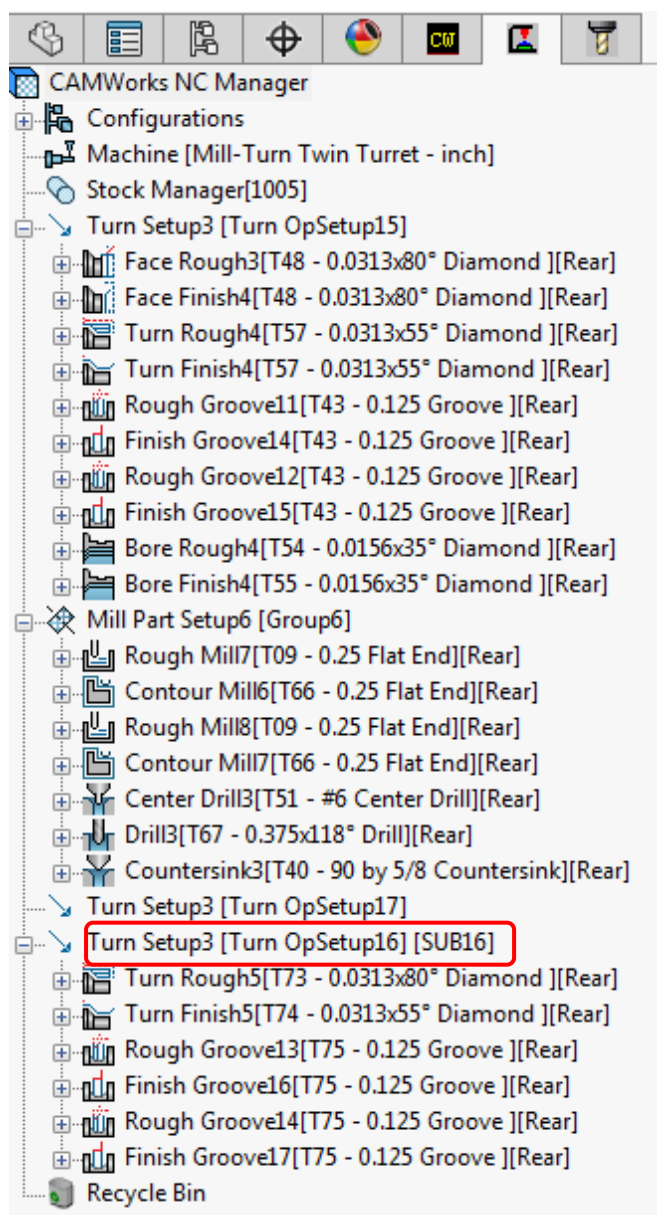 CW
CAMWorks NC Manager
Configurations
Machine [Mill-Turn Twin Turret - inch]
Stock Manager[1005]
Turn Setup3 [Turn OpSetup15]
Face Rough3[T48 - 0.0313x80° Diamond ][Rear]
Face Finish4[T48 - 0.0313x80° Diamond ][Rear]
Turn Rough4[T57 - 0.0313x55° Diamond ][Rear]
Turn Finish4[T57 - 0.0313x55° Diamond ][Rear]
Rough Groove11[T43 - 0.125 Groove ][Rear]
Finish Groove14[T43 - 0.125 Groove ][Rear]
Rough Groove12[T43 - 0.125 Groove ][Rear]
Finish Groove15[T43 - 0.125 Groove ][Rear]
Bore Rough4[T54 - 0.0156x35° Diamond ][Rear]
Bore Finish4[T55 - 0.0156x35° Diamond ][Rear]
Mill Part Setup6 [Group6]
Rough Mill7[T09 - 0.25 Flat End][Rear]
Contour Mill6[T66 - 0.25 Flat End][Rear]
Rough Mill8[T09 - 0.25 Flat End][Rear]
Contour Mill7[T66 - 0.25 Flat End][Rear]
Center Drill3[T51 - #6 Center Drill][Rear]
Drill3[T67 - 0.375x118° Drill][Rear]
Countersink3[T40 - 90 by 5/8 Countersink][Rear]
Turn Setup3 [Turn OpSetup17]
Turn Setup3 [Turn OpSetup16] [SUB16]
Turn Rough5[T73 - 0.0313x80° Diamond ][Rear]
Turn Finish5[T74 - 0.0313x55° Diamond ][Rear]
Rough Groove13[T75 - 0.125 Groove ][Rear]
Finish Groove16[T75 - 0.125 Groove ][Rear]
Rough Groove14[T75 - 0.125 Groove ][Rear]
Finish Groove17[T75 - 0.125 Groove ][Rear]
Recycle Bin